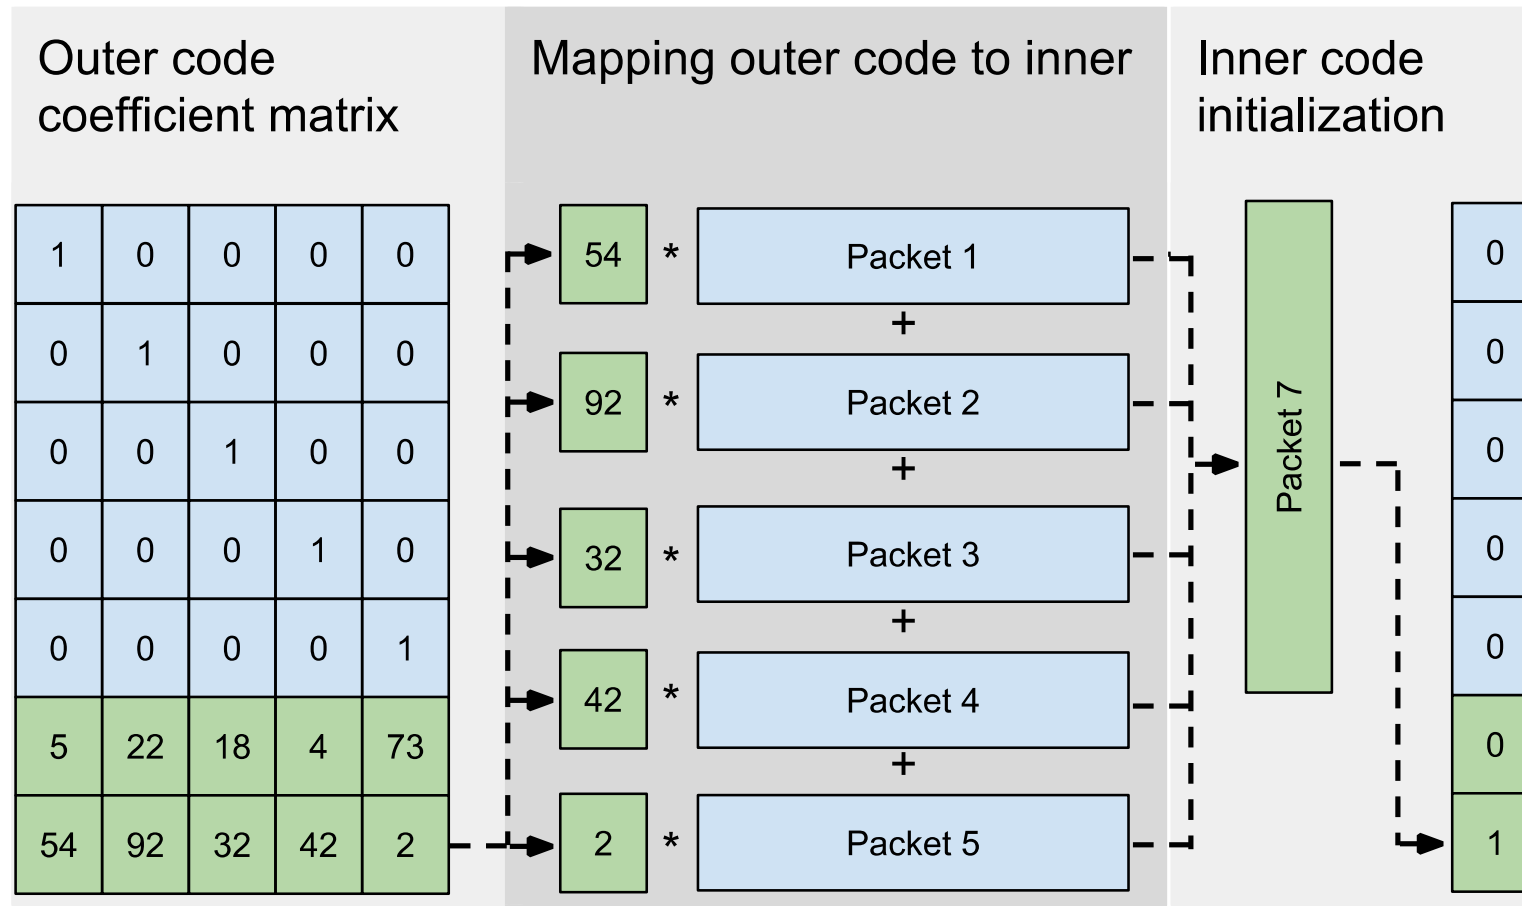 Outer code
coefficient matrix
Mapping outer code to inner
Inner code
initialization
1 0 0 0 0
0 1 0 0 0
0 0 1 0 0
0 0 0 1 0
0 0 0 0 1
5 22 18 4 73
54 92 32 42 2
54 * Packet 1
+
92 * Packet 2
+
32 * Packet 3
+
42 * Packet 4
+
2 * Packet 5
Packet 7
0
0
0
0
0
0
1